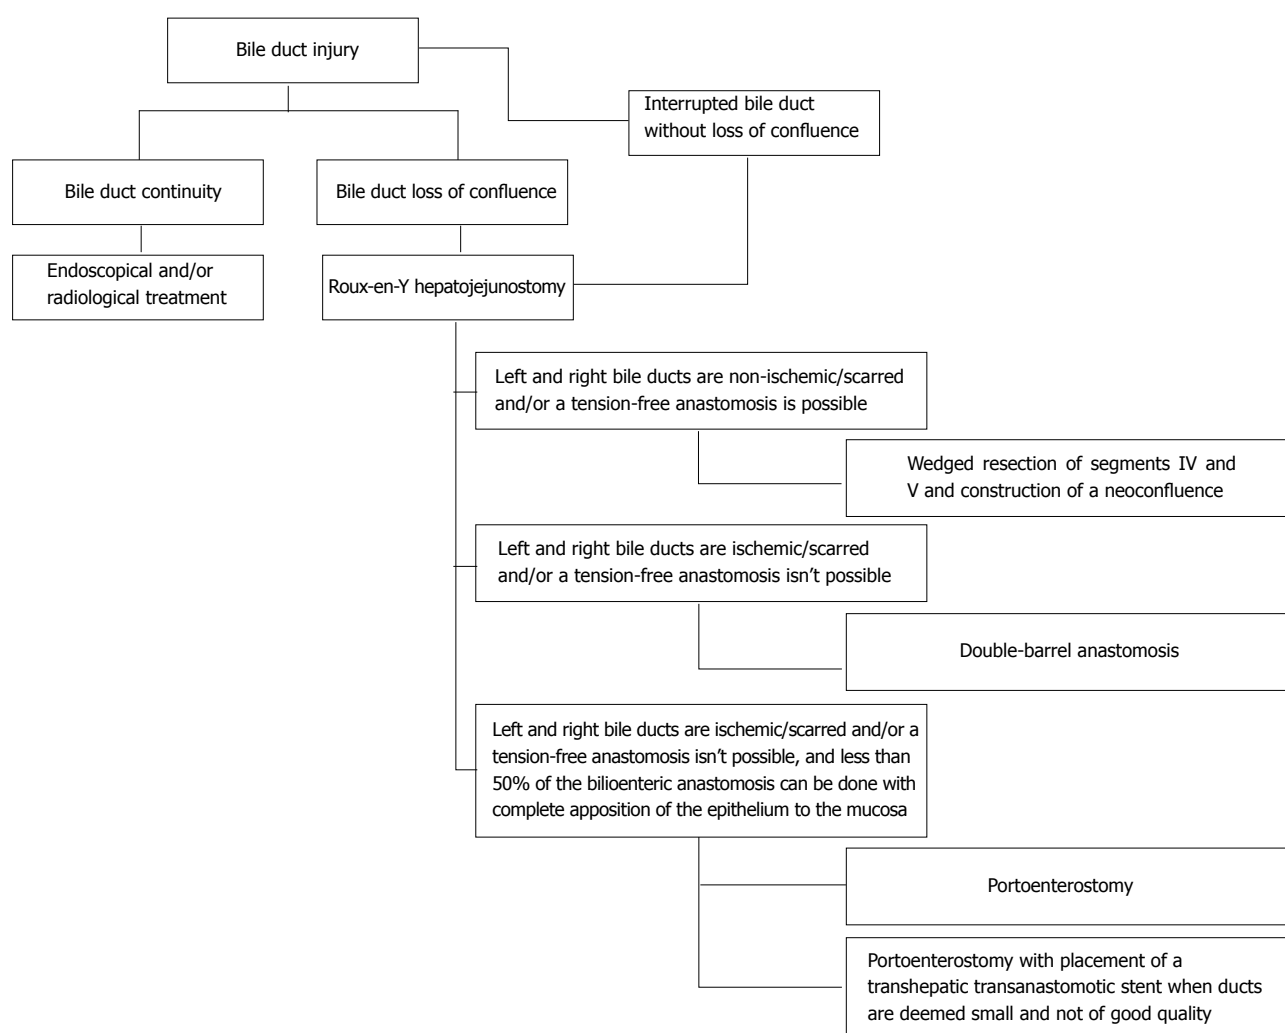 Bile duct injury
Interrupted bile duct
without loss of confluence
Bile duct continuity
Bile duct loss of confluence
Endoscopical and/or
radiological treatment
Roux-en-Y hepatojejunostomy
Left and right bile ducts are non-ischemic/scarred
and/or a tension-free anastomosis is possible
Wedged resection of segments IV and
V and construction of a neoconfluence
Left and right bile ducts are ischemic/scarred
and/or a tension-free anastomosis isn’t possible
Double-barrel anastomosis
Left and right bile ducts are ischemic/scarred and/or a
tension-free anastomosis isn’t possible, and less than
50% of the bilioenteric anastomosis can be done with
complete apposition of the epithelium to the mucosa
Portoenterostomy
Portoenterostomy with placement of a
transhepatic transanastomotic stent when ducts
are deemed small and not of good quality